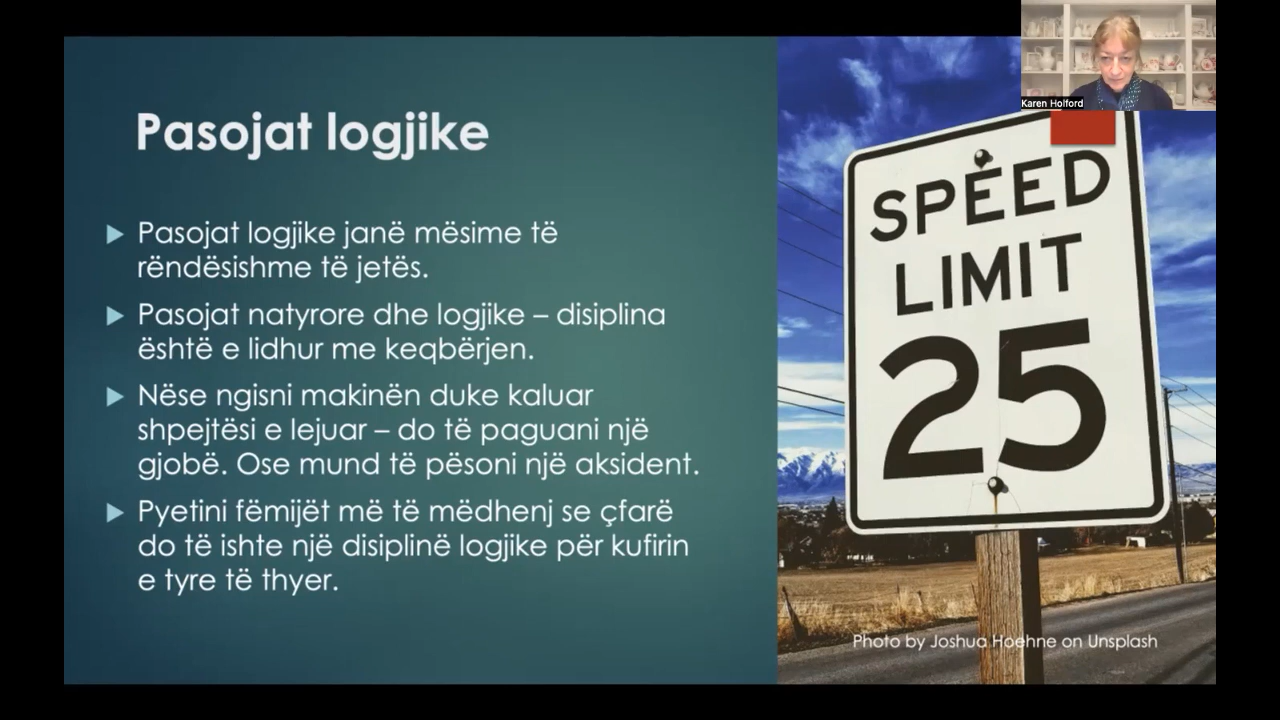 Karen Holford
Pasojat logjike
Pasojat logjike janë mësime të
rëndësishme të jetës.
Pasojat natyrore dhe logjike – disiplina
është e lidhur me keqbërjen.
Nëse ngisni makinën duke kaluar
shpejtësi e lejuar – do të paguani një
gjobë. Ose mund të pësoni një aksident.
Pyetini fëmijët më të mëdhenj se çfarë
do të ishte një disiplinë logjike për kufirin
e tyre të thyer.
SPEED
LIMIT
25
Photo by Joshua Hoehne on Unsplash